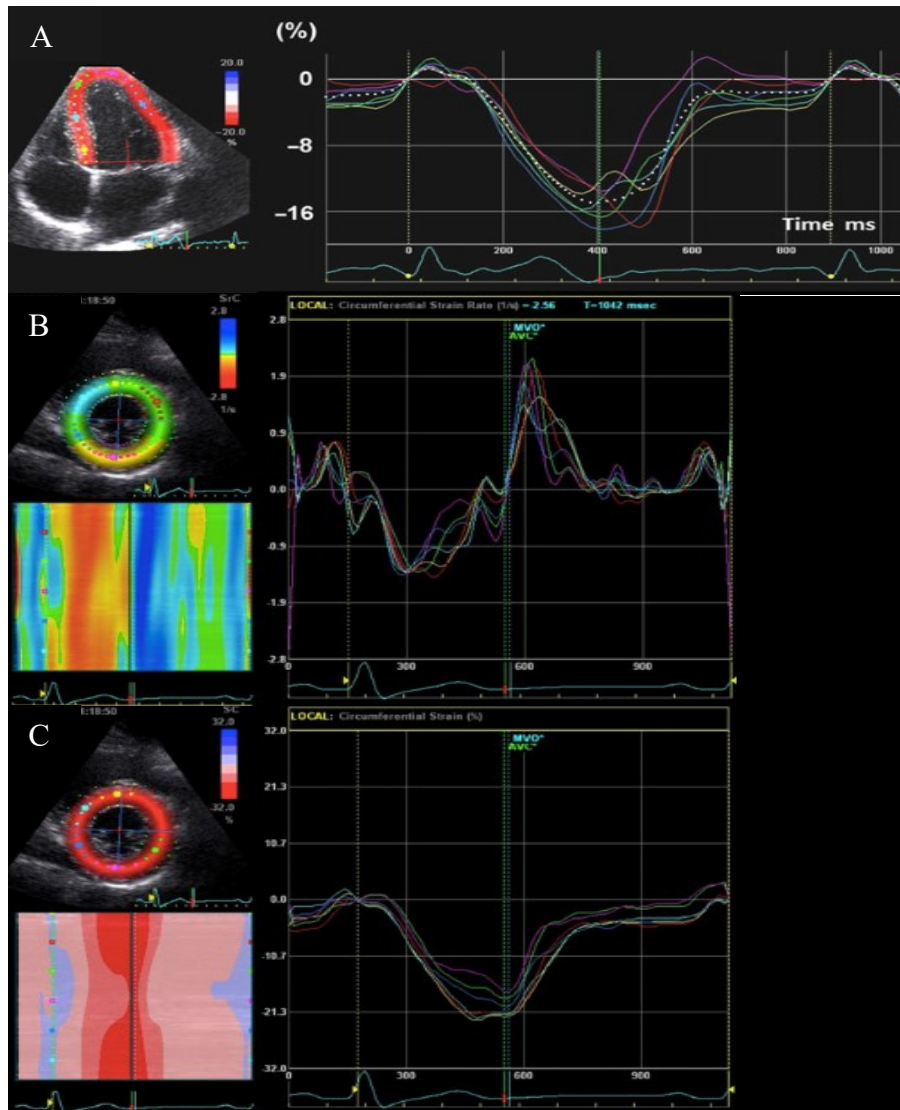 A
20.0
−20.0
%
(%)
0
−8
−16
Time ms
0 200 400 600 800 1000
B
i:18:50
SrC
2.8
2.8
1/s
LOCAL: Circumferential Strain Rate (1/s) −2.56 T=1042 msec
MVO*
AVC*
2.8
1.9
0.9
0.0
-0.9
-1.9
-2.8
0 300 600 900
C
i:18:50
SC
32.0
32.0
%
LOCAL: Circumferential Strain (%)
MVO*
AVC*
32.0
21.3
10.7
0.0
-10.7
-21.3
-32.0
0 300 600 900